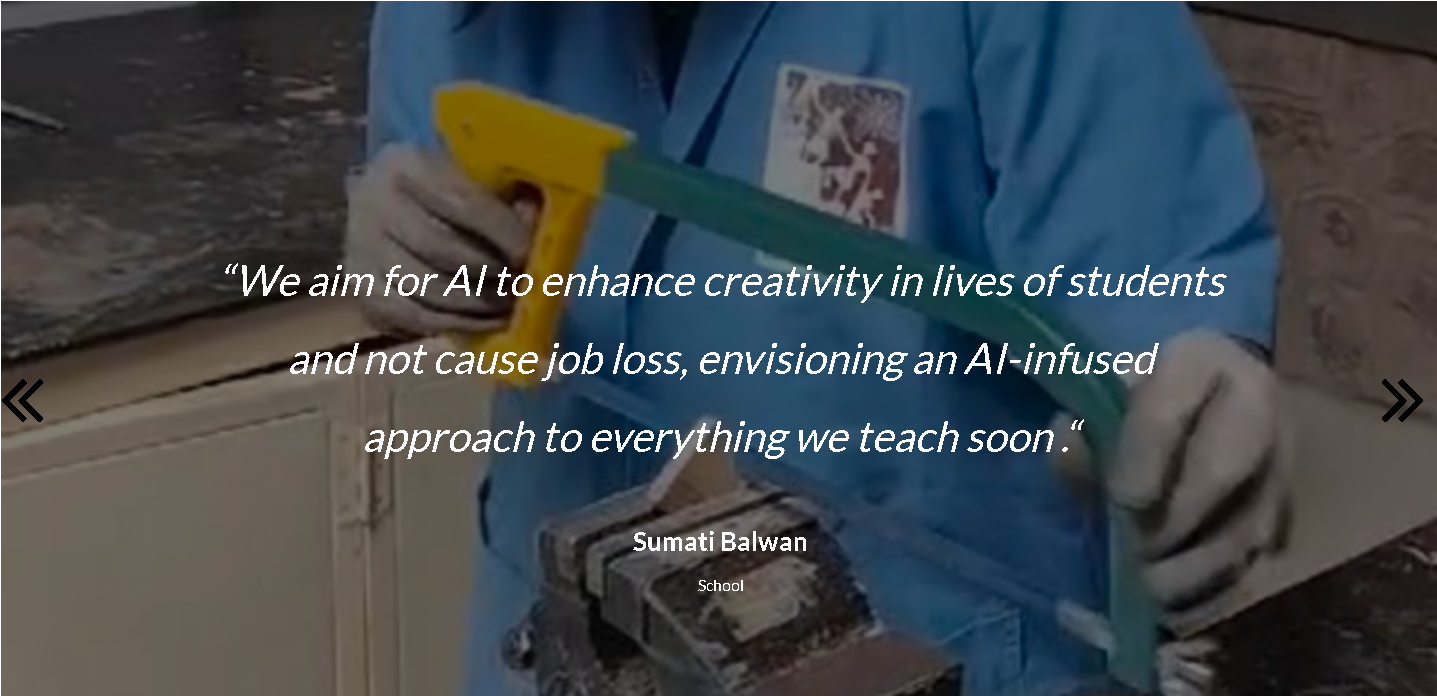 “We aim for AI to enhance creativity in lives of students
and not cause job loss, envisioning an AI-infused
approach to everything we teach soon .“
Sumati Balwan
School